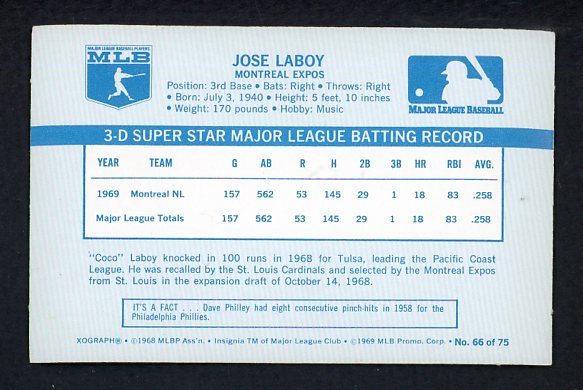 MAJOR LEAGUE BASEBALL PLAYERS
MLB
JOSE LABOY
MONTREAL EXPOS
Position: 3rd Base • Bats: Right • Throws: Right
• Born: July 3, 1940 • Height: 5 feet, 10 inches
• Weight: 170 pounds • Hobby: Music
MAJOR LEAGUE BASEBALL
3-D SUPER STAR MAJOR LEAGUE BATTING RECORD
YEAR TEAM G AB R H 2B 3B HR RBI AVG.
1969 Montreal NL 157 562 53 145 29 1 18 83 .258
Major League Totals 157 562 53 145 29 1 18 83 .258
"Coco" Laboy knocked in 100 runs in 1968 for Tulsa, leading the Pacific Coast
League. He was recalled by the St. Louis Cardinals and selected by the Montreal Expos
from St. Louis in the expansion draft of October 14, 1968.
IT'S A FACT . . . Dave Philley had eight consecutive pinch-hits in 1958 for the
Philadelphia Phillies.
XOGRAPH® • ©1968 MLBP Ass'n. • Insignia TM of Major League Club • ©1969 MLB Promo. Corp. • No. 66 of 75